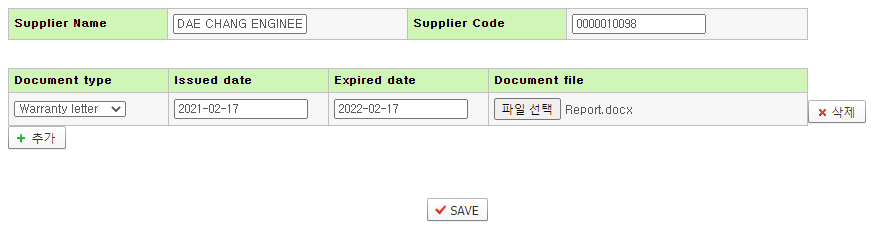 Supplier Name DAE CHANG ENGINEE Supplier Code 0000010098
Document type Issued date Expired date Document file
Warranty letter 2021-02-17 2022-02-17 파일 선택 Report.docx 삭제
추가
SAVE